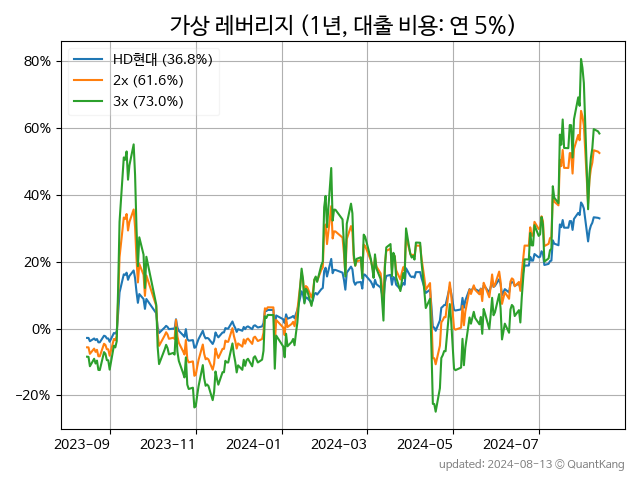 가상 레버리지 (1년, 대출 비용: 연 5%)
HD현대 (36.8%)
2x (61.6%)
3x (73.0%)
80%
60%
40%
20%
0%
−20%
2023-09 2023-11 2024-01 2024-03 2024-05 2024-07
updated: 2024-08-13 © QuantKang